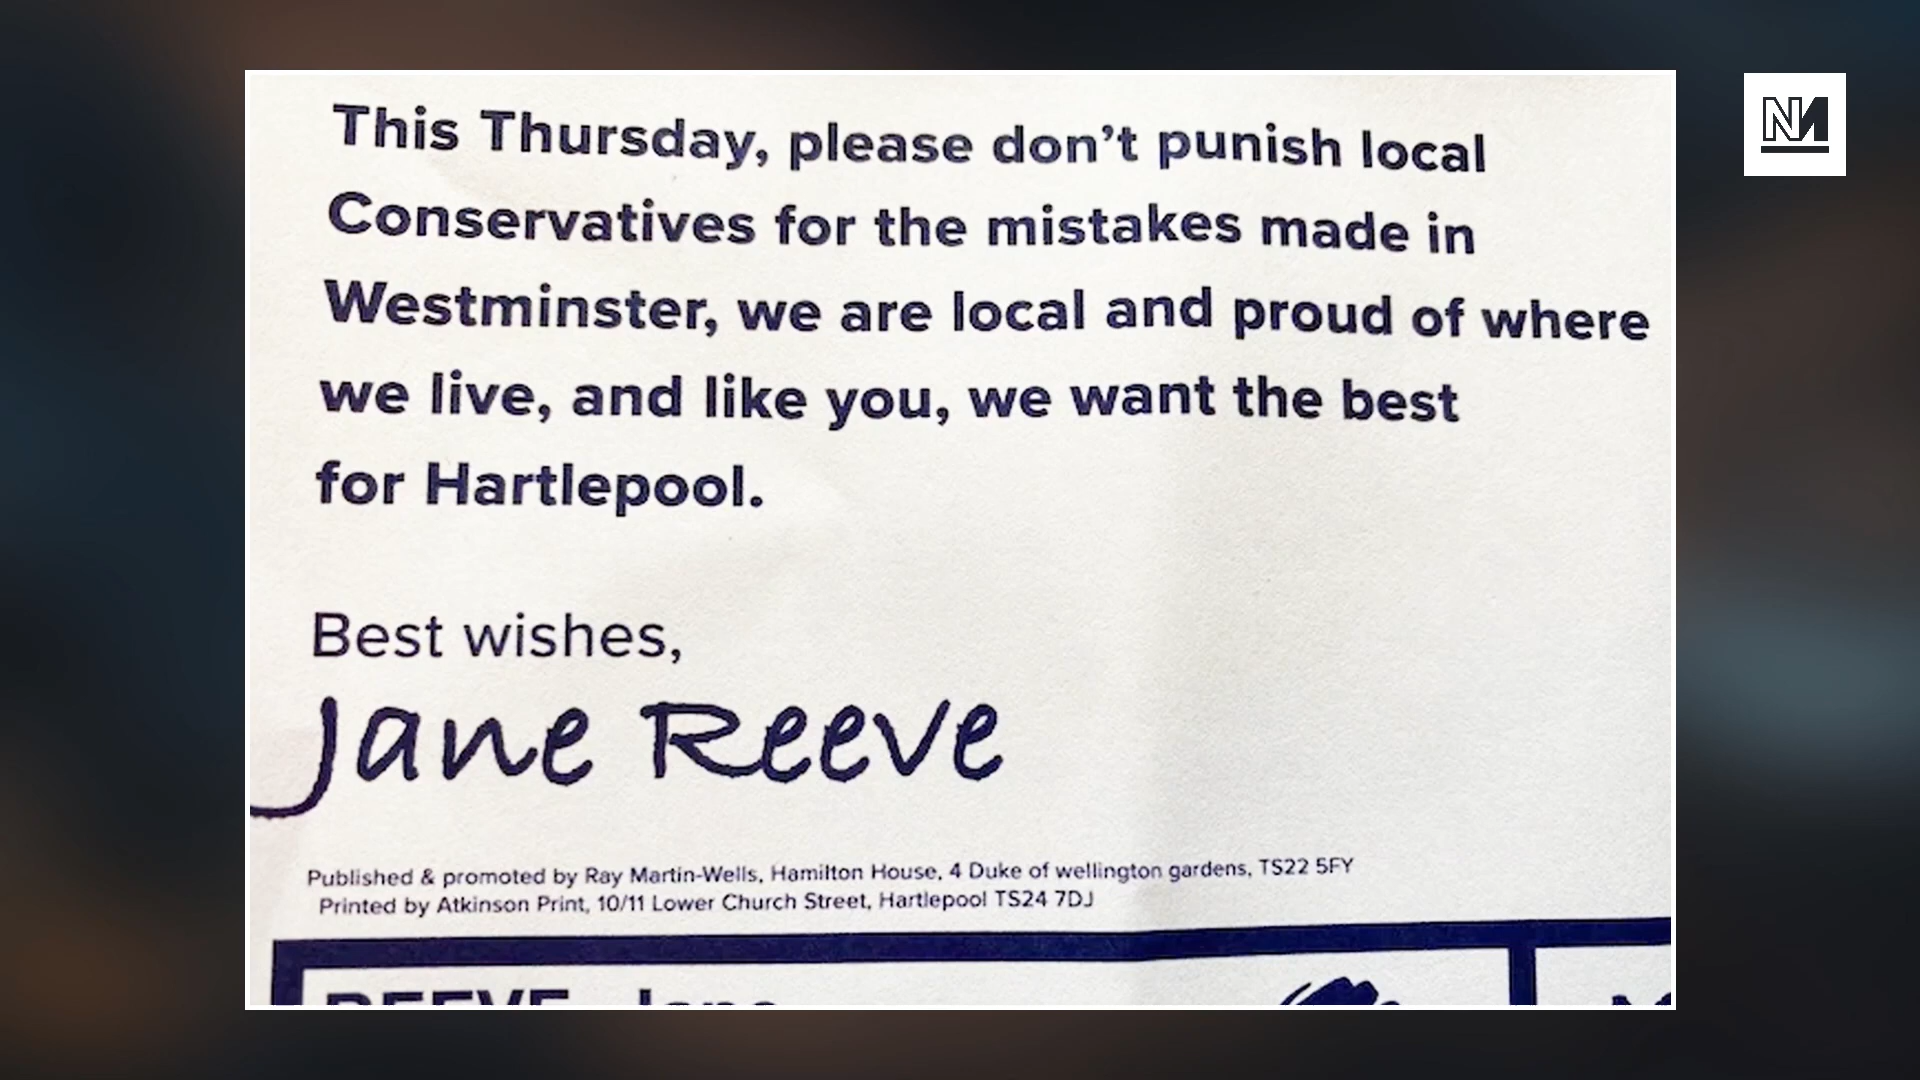 This Thursday, please don't punish local
Conservatives for the mistakes made in
Westminster, we are local and proud of where
we live, and like you, we want the best
for Hartlepool.
Best wishes,
Jane Reeve
Published & promoted by Ray Martin-Wells, Hamilton House, 4 Duke of wellington gardens, TS22 5FY
Printed by Atkinson Print, 10/11 Lower Church Street, Hartlepool TS24 7DJ
REEVE, Jane
NM